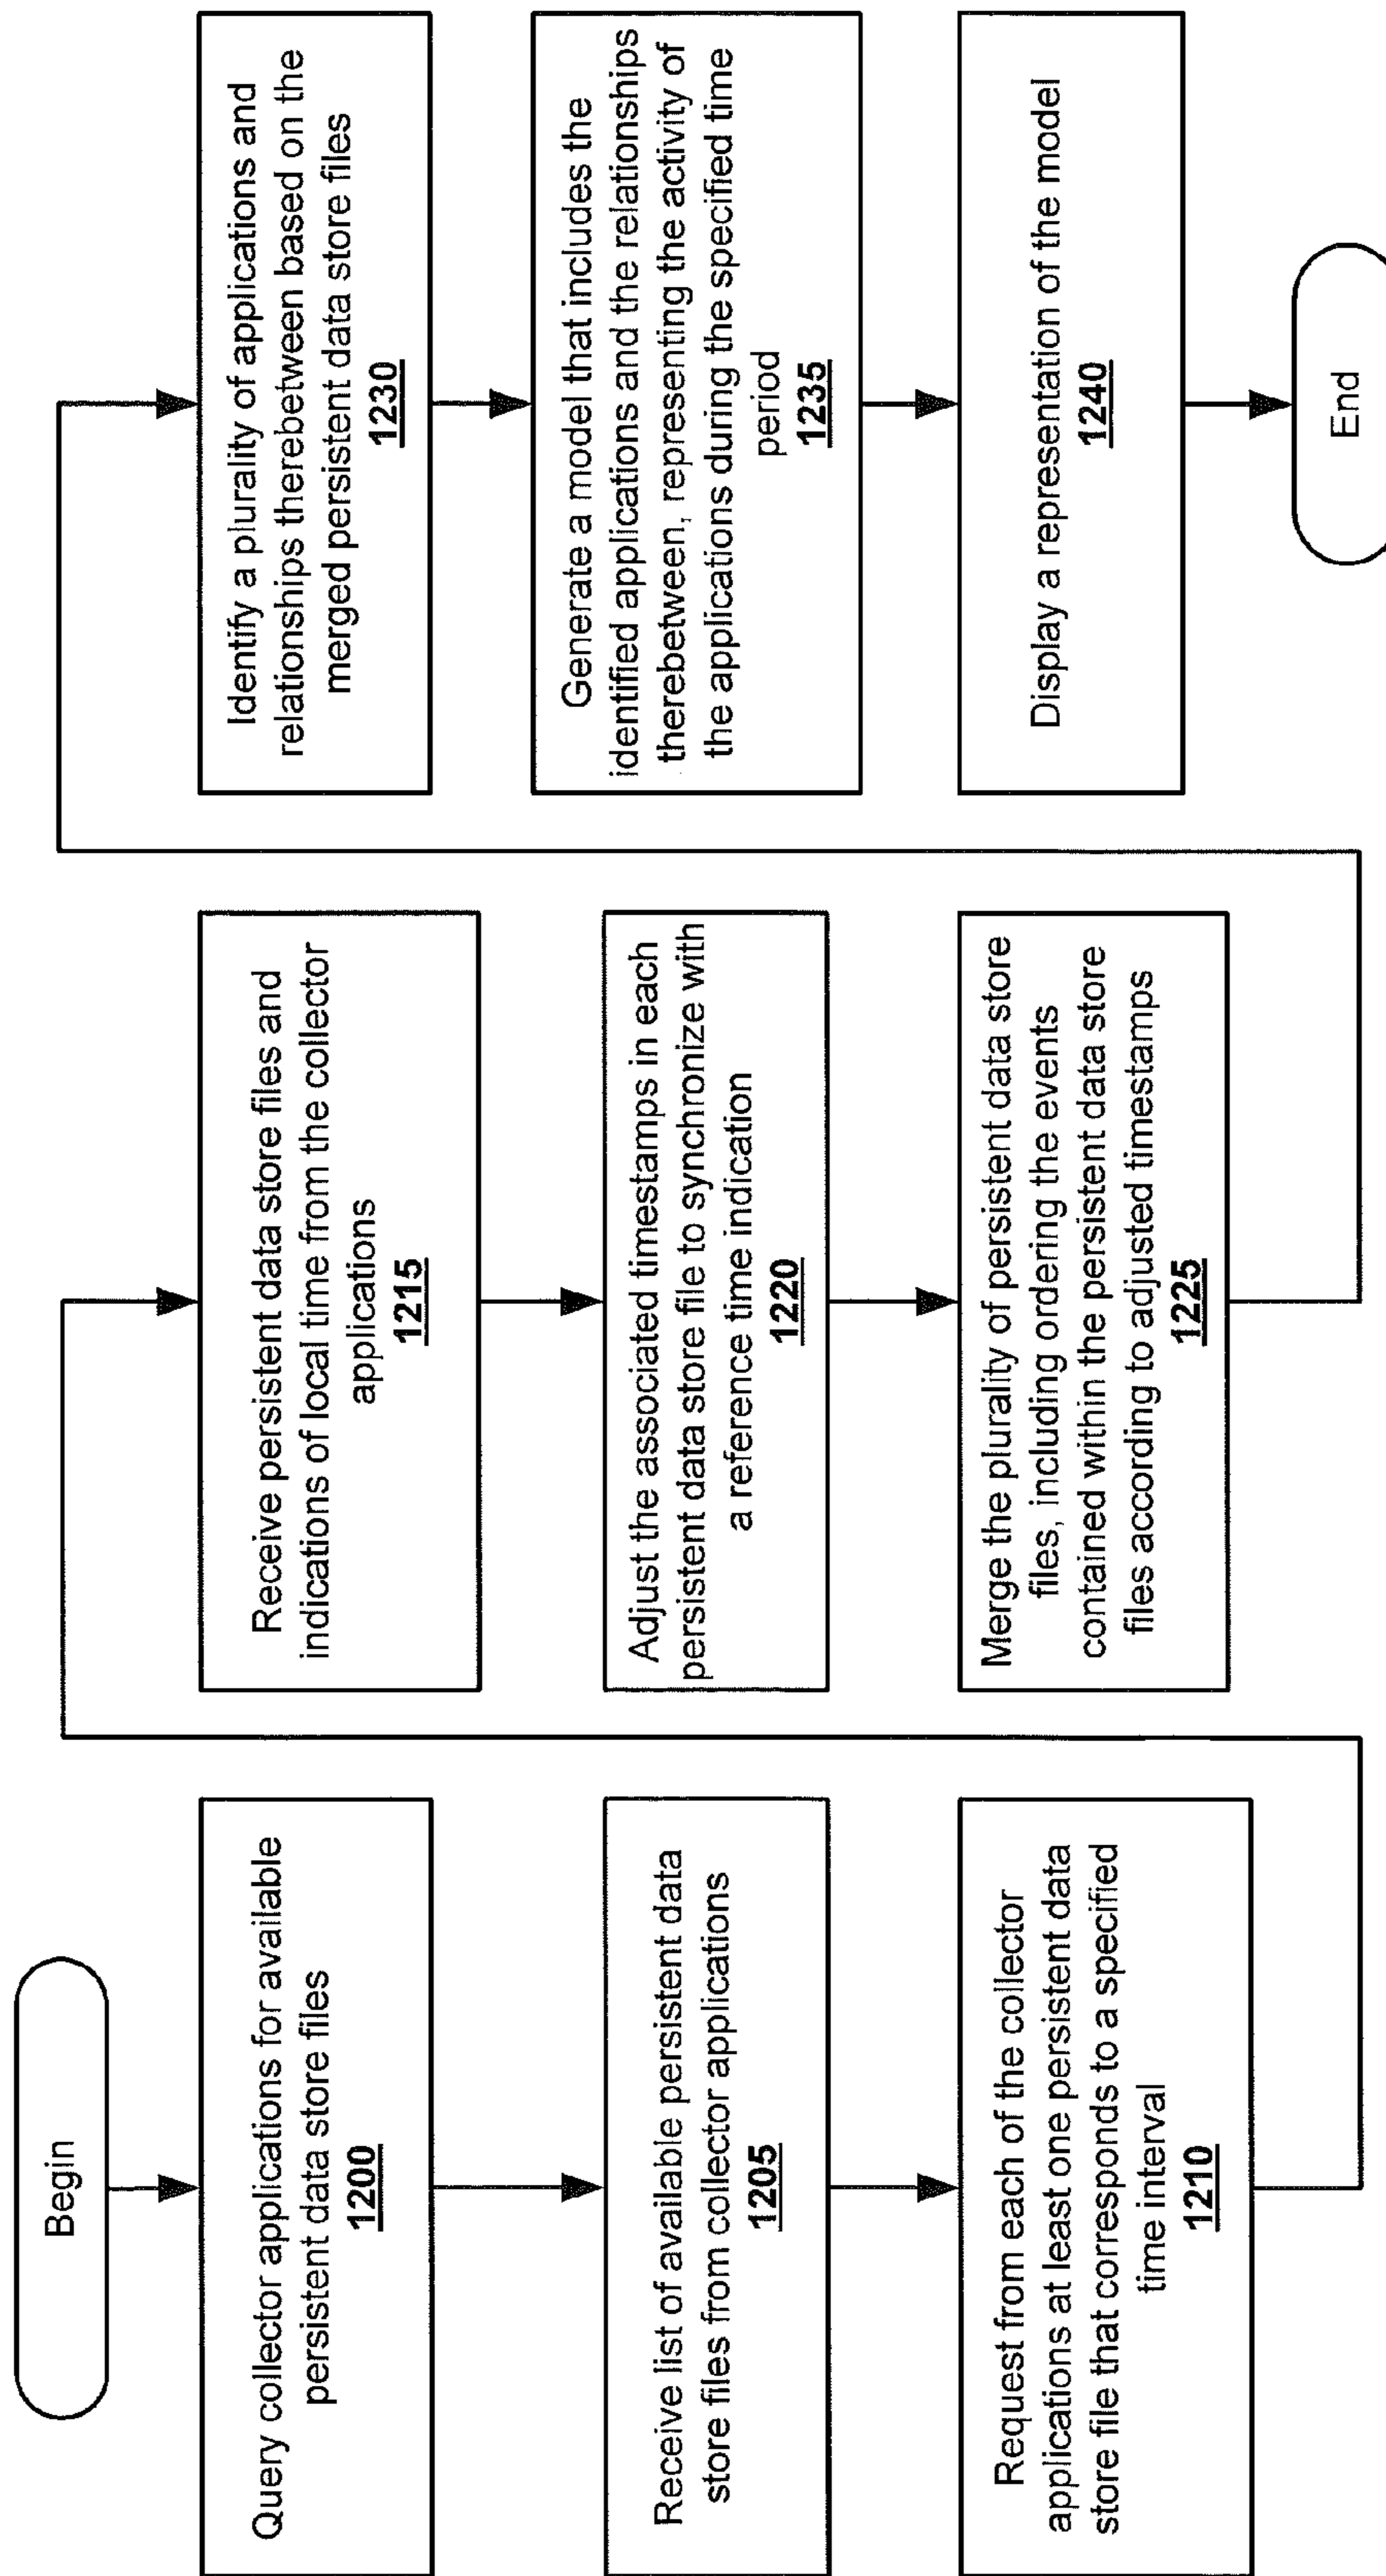 Begin
Query collector applications for available
persistent data store files
1200
Receive list of available persistent data
store files from collector applications
1205
Request from each of the collector
applications at least one persistent data
store file that corresponds to a specified
time interval
1210
Receive persistent data store files and
indications of local time from the collector
applications
1215
Adjust the associated timestamps in each
persistent data store file to synchronize with
a reference time indication
1220
Merge the plurality of persistent data store
files, including ordering the events
contained within the persistent data store
files according to adjusted timestamps
1225
Identify a plurality of applications and
relationships therebetween based on the
merged persistent data store files
1230
Generate a model that includes the
identified applications and the relationships
therebetween, representing the activity of
the applications during the specified time
period
1235
Display a representation of the model
1240
End